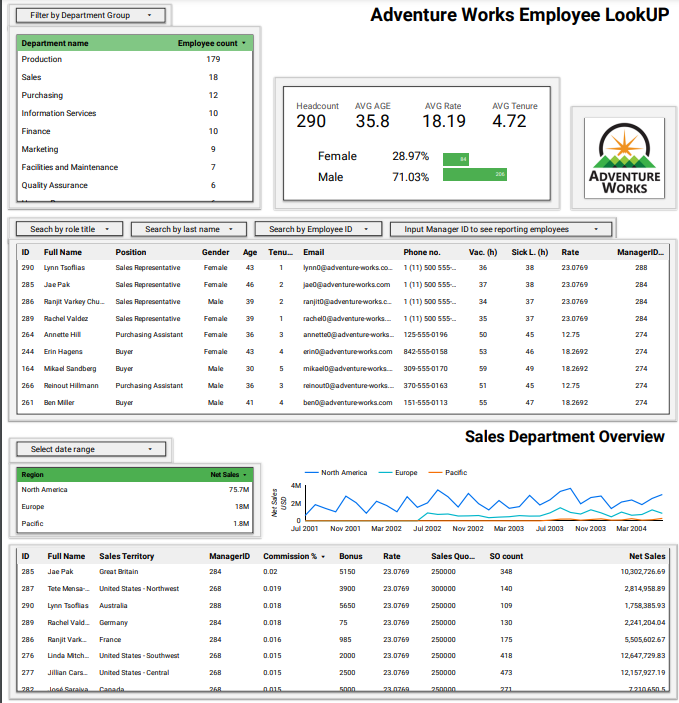 Filter by Department Group
Adventure Works Employee LookUP
Department name Employee count
Production 179
Sales 18
Purchasing 12
Information Services 10
Finance 10
Marketing 9
Facilities and Maintenance 7
Quality Assurance 6
Headcount AVG AGE AVG Rate AVG Tenure
290 35.8 18.19 4.72
Female 28.97% 84
Male 71.03% 206
ADVENTURE
WORKS
Seach by role title Search by last name Search by Employee ID Input Manager ID to see reporting employees
ID Full Name Position Gender Age Tenu... Email Phone no. Vac. (h) Sick L. (h) Rate ManagerID...
290 Lynn Tsoflias Sales Representative Female 43 1 lynn0@adventure-works.co... 1 (11) 500 555-... 36 38 23.0769 288
285 Jae Pak Sales Representative Female 46 2 jae0@adventure-works.com 1 (11) 500 555-... 37 38 23.0769 284
286 Ranjit Varkey Chu... Sales Representative Male 39 2 ranjit0@adventure-works.c... 1 (11) 500 555-... 34 37 23.0769 284
289 Rachel Valdez Sales Representative Female 39 1 rachel0@adventure-works.... 1 (11) 500 555-... 35 37 23.0769 284
264 Annette Hill Purchasing Assistant Female 36 3 annette0@adventure-works... 125-555-0196 50 45 12.75 274
244 Erin Hagens Buyer Female 43 4 erin0@adventure-works.com 842-555-0158 53 46 18.2692 274
164 Mikael Sandberg Buyer Male 30 5 mikael0@adventure-works.... 309-555-0170 59 49 18.2692 274
266 Reinout Hillmann Purchasing Assistant Male 36 3 reinout0@adventure-works... 370-555-0163 51 45 12.75 274
261 Ben Miller Buyer Male 41 4 ben0@adventure-works.com 151-555-0113 55 47 18.2692 274
Sales Department Overview
Select date range
Region Net Sales
North America 75.7M
Europe 18M
Pacific 1.8M
North America Europe Pacific
Net Sales
USD
4M
2M
0
Jul 2001 Nov 2001 Mar 2002 Jul 2002 Nov 2002 Mar 2003 Jul 2003 Nov 2003 Mar 2004
ID Full Name Sales Territory ManagerID Commission % Bonus Rate Sales Quo... SO count Net Sales
285 Jae Pak Great Britain 284 0.02 5150 23.0769 250000 348 10,302,726.69
287 Tete Mensa-... United States - Northwest 268 0.019 3900 23.0769 300000 140 2,814,958.89
290 Lynn Tsoflias Australia 288 0.018 5650 23.0769 250000 109 1,758,385.93
289 Rachel Vald... Germany 284 0.018 75 23.0769 250000 130 2,241,204.04
286 Ranjit Vark... France 284 0.016 985 23.0769 250000 175 5,505,602.67
276 Linda Mitch... United States - Southwest 268 0.015 2000 23.0769 250000 418 12,647,729.83
277 Jillian Cars... United States - Central 268 0.015 2500 23.0769 250000 473 12,157,927.19
282 José Saraiva Canada 268 0.015 5000 23.0769 250000 271 7,210,650.5